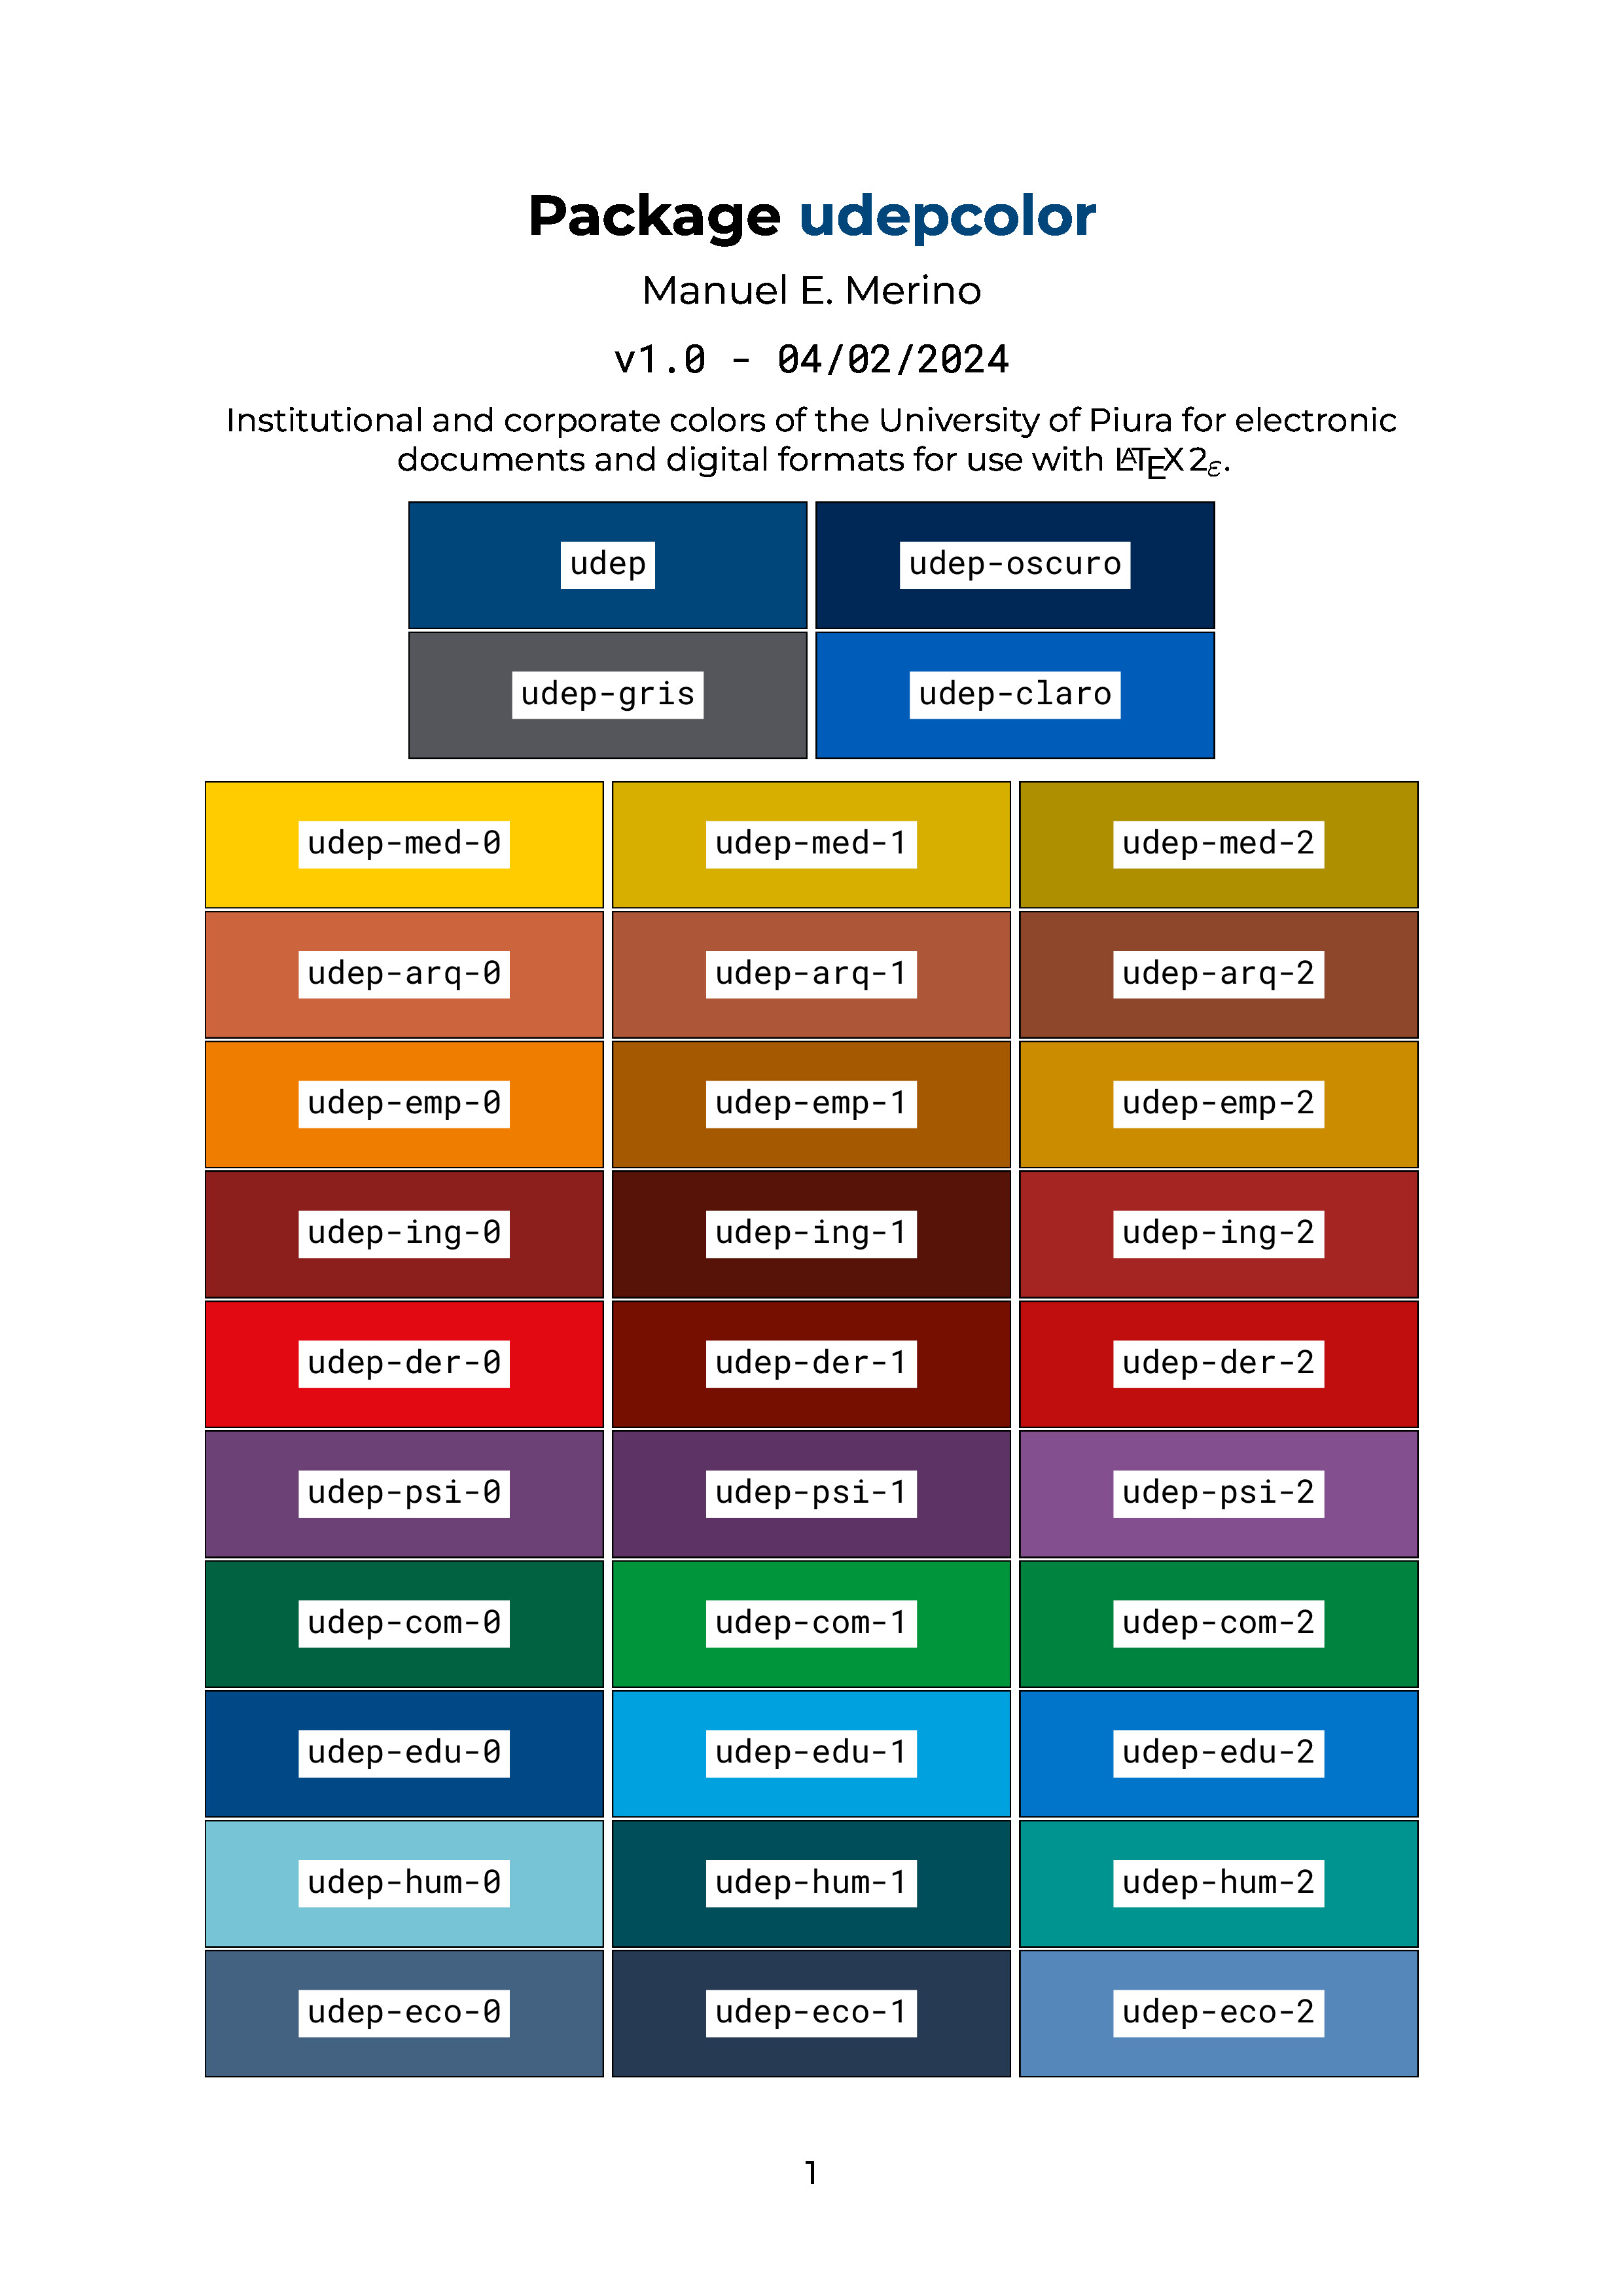 Package udepcolor
Manuel E. Merino
v1.0 - 04/02/2024
Institutional and corporate colors of the University of Piura for electronic
documents and digital formats for use with LATEX 2ε.
udep udep-oscuro
udep-gris udep-claro
udep-med-0 udep-med-1 udep-med-2
udep-arq-0 udep-arq-1 udep-arq-2
udep-emp-0 udep-emp-1 udep-emp-2
udep-ing-0 udep-ing-1 udep-ing-2
udep-der-0 udep-der-1 udep-der-2
udep-psi-0 udep-psi-1 udep-psi-2
udep-com-0 udep-com-1 udep-com-2
udep-edu-0 udep-edu-1 udep-edu-2
udep-hum-0 udep-hum-1 udep-hum-2
udep-eco-0 udep-eco-1 udep-eco-2
1